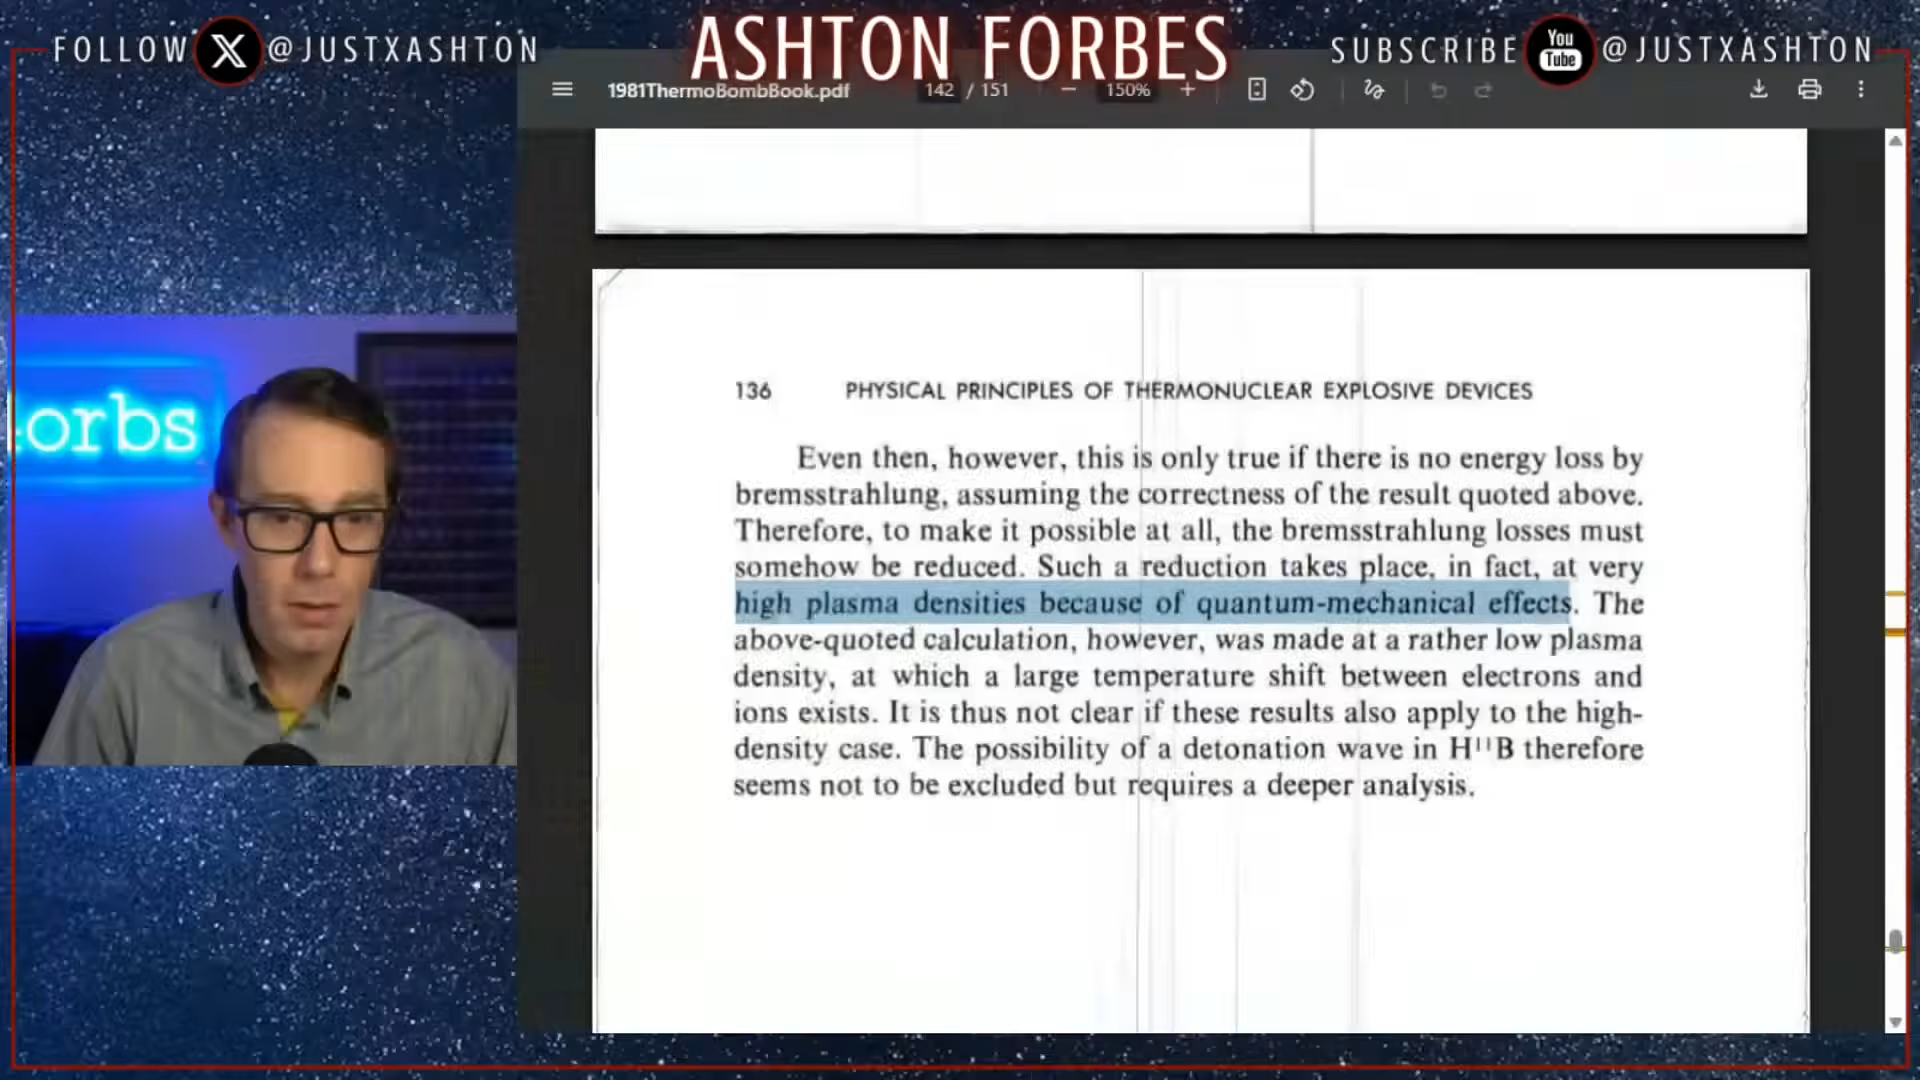 FOLLOW X @JUSTXASHTON
ASHTON FORBES
SUBSCRIBE You Tube @JUSTXASHTON
1981ThermoBombBook.pdf 142 / 151 — 150% +
orbs
136 PHYSICAL PRINCIPLES OF THERMONUCLEAR EXPLOSIVE DEVICES
Even then, however, this is only true if there is no energy loss by
bremsstrahlung, assuming the correctness of the result quoted above.
Therefore, to make it possible at all, the bremsstrahlung losses must
somehow be reduced. Such a reduction takes place, in fact, at very
high plasma densities because of quantum-mechanical effects. The
above-quoted calculation, however, was made at a rather low plasma
density, at which a large temperature shift between electrons and
ions exists. It is thus not clear if these results also apply to the high-
density case. The possibility of a detonation wave in H¹¹B therefore
seems not to be excluded but requires a deeper analysis.